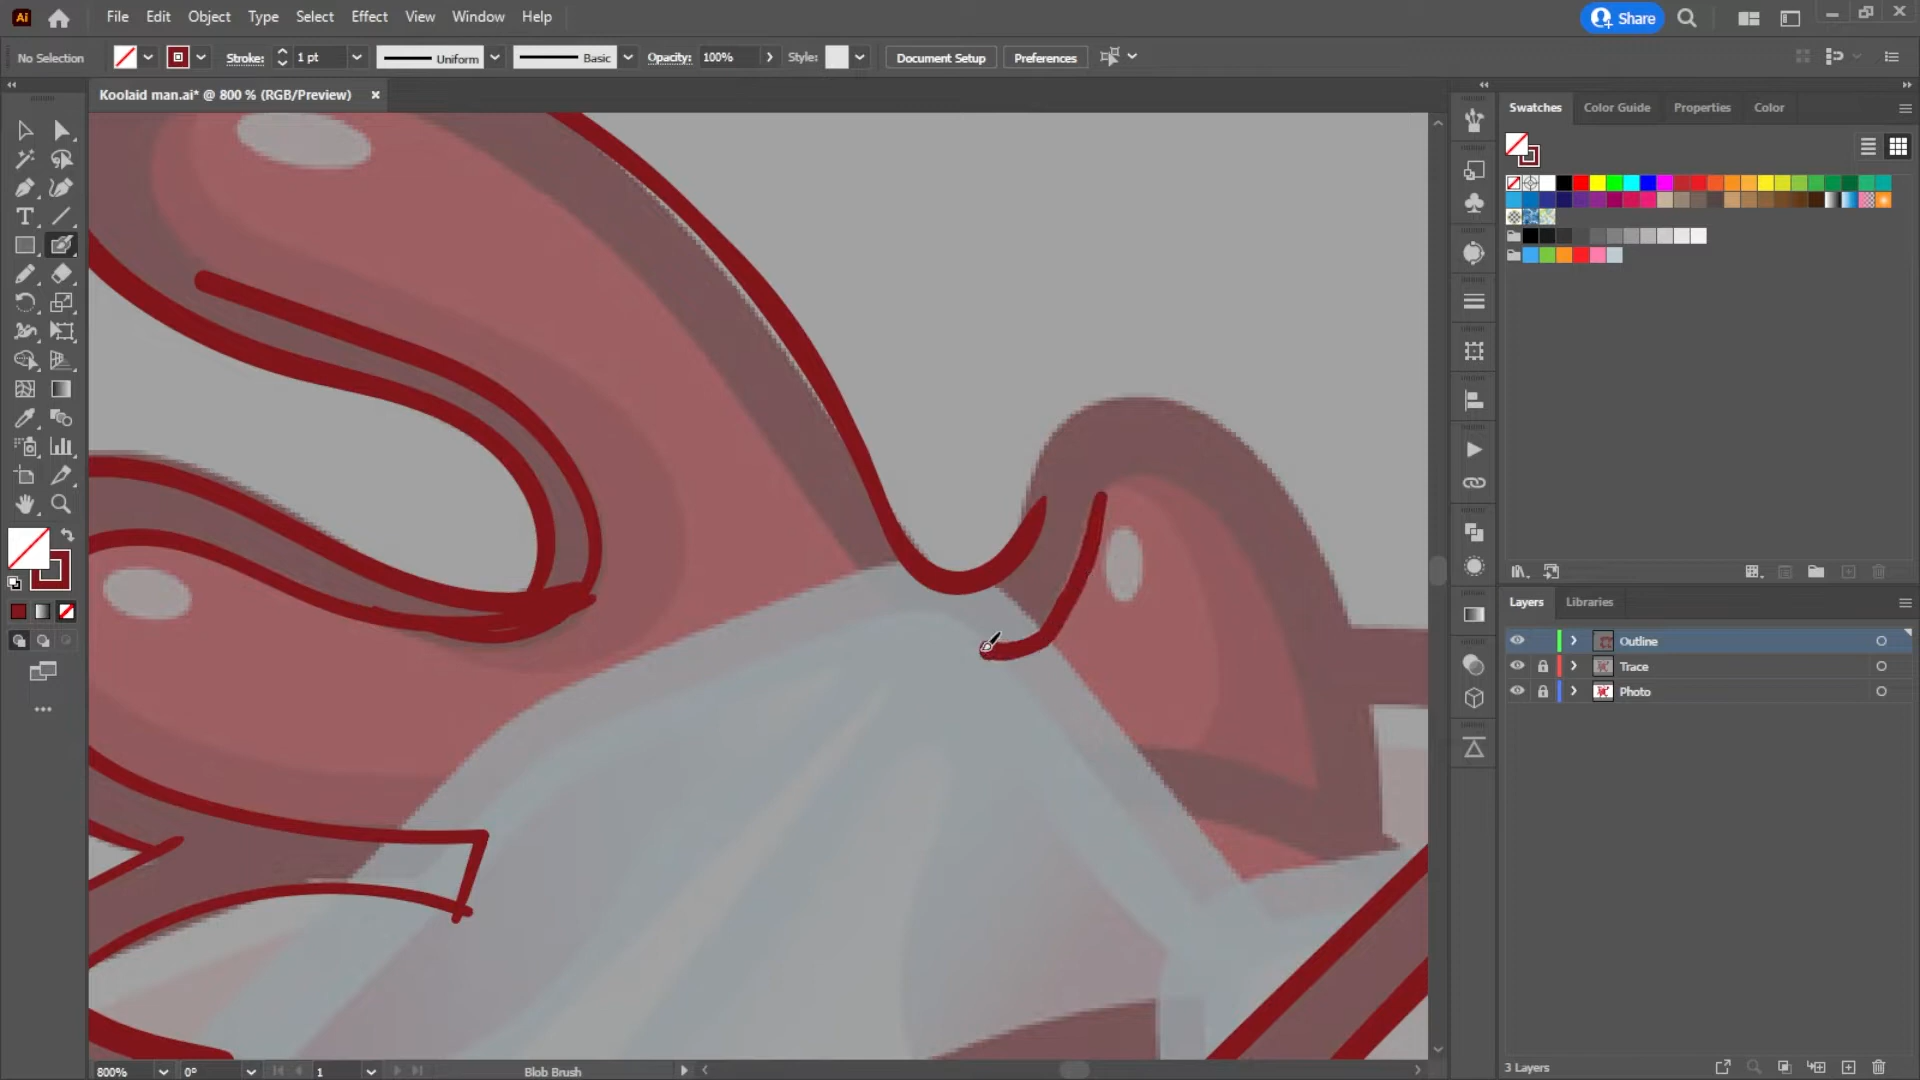 Ai File Edit Object Type Select Effect View Window Help Share
No Selection Stroke: 1 pt Uniform Basic Opacity: 100% Style: Document Setup Preferences
Koolaid man.ai* @ 800 % (RGB/Preview)
Swatches Color Guide Properties Color
Layers Libraries
Outline
Trace
Photo
800% 0° 1 Blob Brush
3 Layers